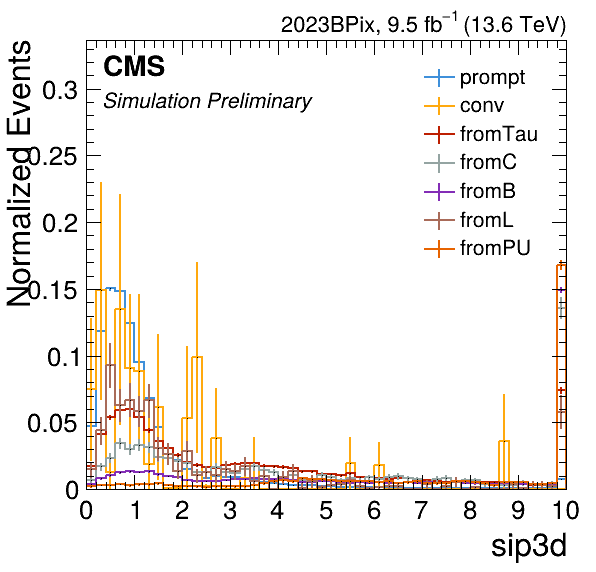 2023BPix, 9.5 fb⁻¹ (13.6 TeV)
CMS
Simulation Preliminary
prompt
conv
fromTau
fromC
fromB
fromL
fromPU
Normalized Events
0.3
0.25
0.2
0.15
0.1
0.05
0
0 1 2 3 4 5 6 7 8 9 10
sip3d